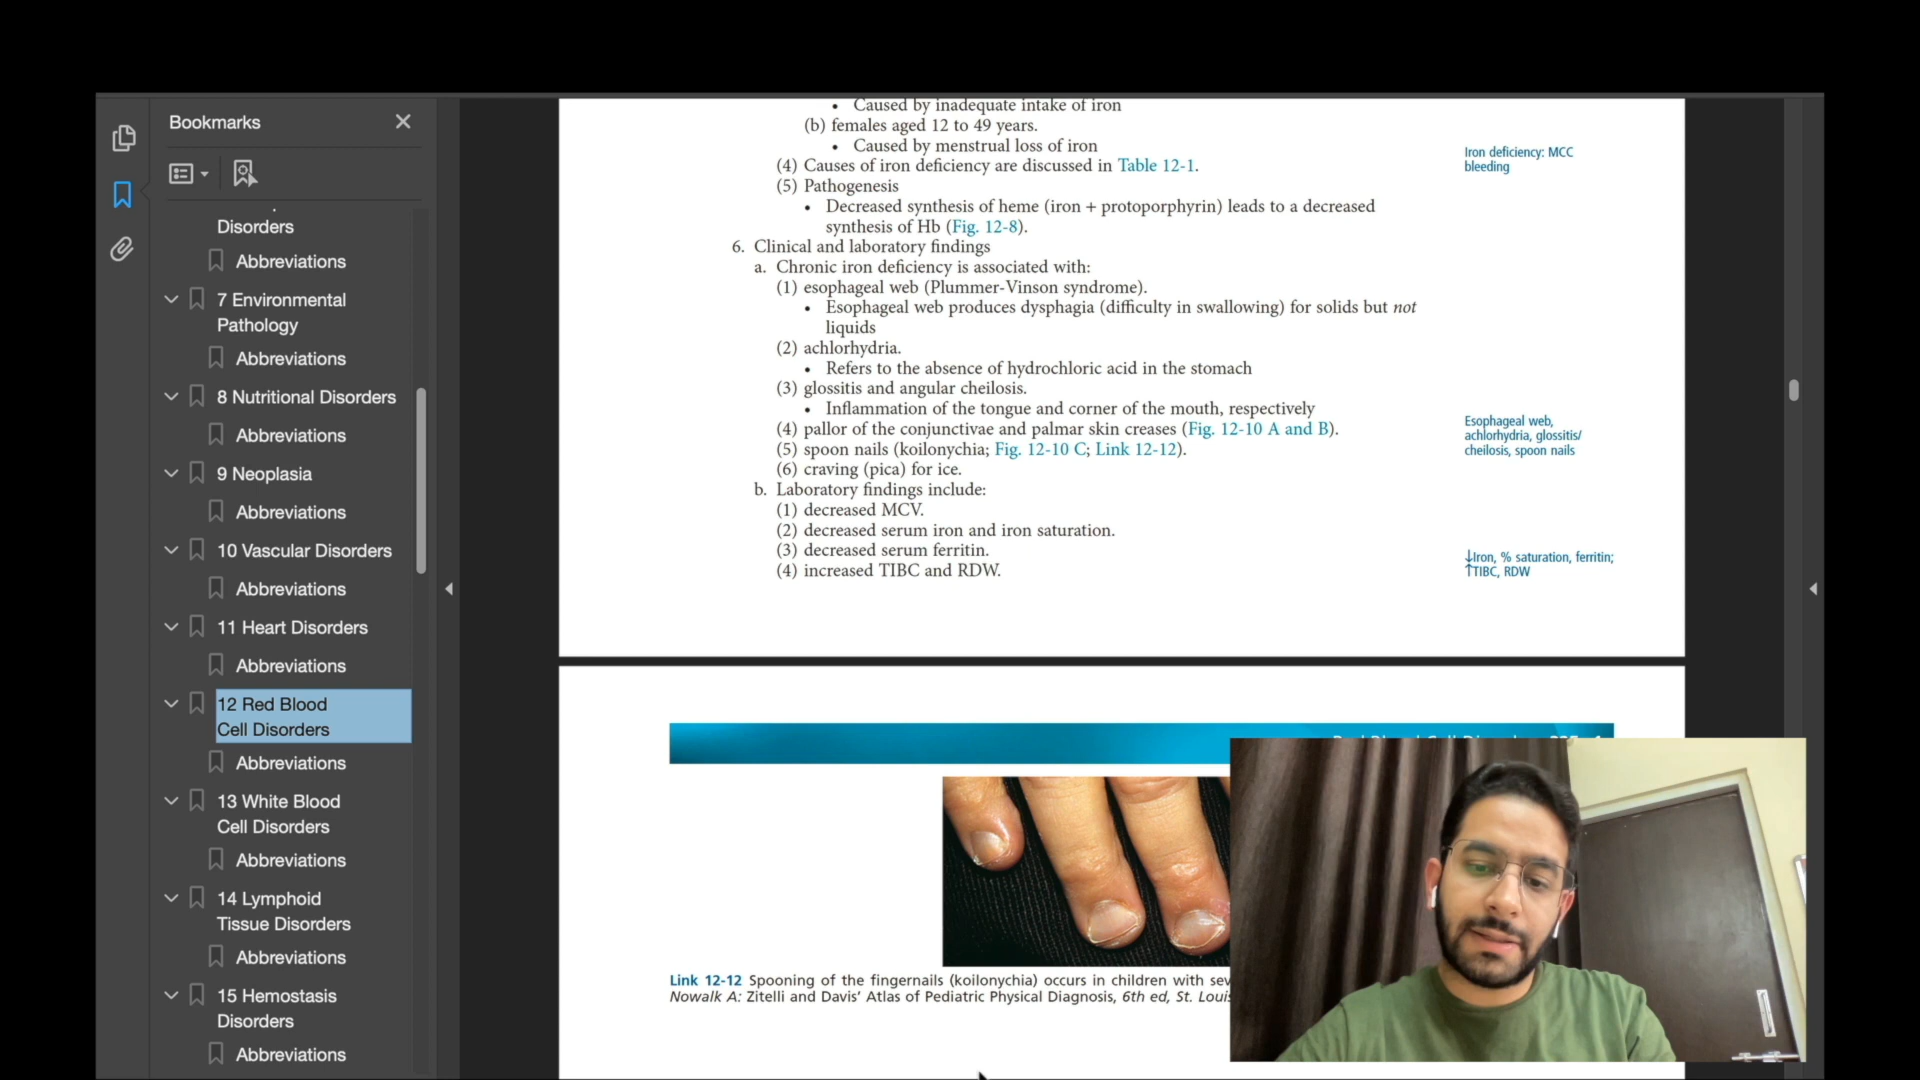 Bookmarks
Disorders
Abbreviations
7 Environmental
Pathology
Abbreviations
8 Nutritional Disorders
Abbreviations
9 Neoplasia
Abbreviations
10 Vascular Disorders
Abbreviations
11 Heart Disorders
Abbreviations
12 Red Blood
Cell Disorders
Abbreviations
13 White Blood
Cell Disorders
Abbreviations
14 Lymphoid
Tissue Disorders
Abbreviations
15 Hemostasis
Disorders
Abbreviations
• Caused by inadequate intake of iron
(b) females aged 12 to 49 years.
• Caused by menstrual loss of iron
(4) Causes of iron deficiency are discussed in Table 12-1.
(5) Pathogenesis
• Decreased synthesis of heme (iron + protoporphyrin) leads to a decreased
synthesis of Hb (Fig. 12-8).
6. Clinical and laboratory findings
a. Chronic iron deficiency is associated with:
(1) esophageal web (Plummer-Vinson syndrome).
• Esophageal web produces dysphagia (difficulty in swallowing) for solids but not
liquids
(2) achlorhydria.
• Refers to the absence of hydrochloric acid in the stomach
(3) glossitis and angular cheilosis.
• Inflammation of the tongue and corner of the mouth, respectively
(4) pallor of the conjunctivae and palmar skin creases (Fig. 12-10 A and B).
(5) spoon nails (koilonychia; Fig. 12-10 C; Link 12-12).
(6) craving (pica) for ice.
b. Laboratory findings include:
(1) decreased MCV.
(2) decreased serum iron and iron saturation.
(3) decreased serum ferritin.
(4) increased TIBC and RDW.
Iron deficiency: MCC
bleeding
Esophageal web,
achlorhydria, glossitis/
cheilosis, spoon nails
↓Iron, % saturation, ferritin;
↑TIBC, RDW
Link 12-12 Spooning of the fingernails (koilonychia) occurs in children with
Nowalk A: Zitelli and Davis' Atlas of Pediatric Physical Diagnosis, 6th ed, St.